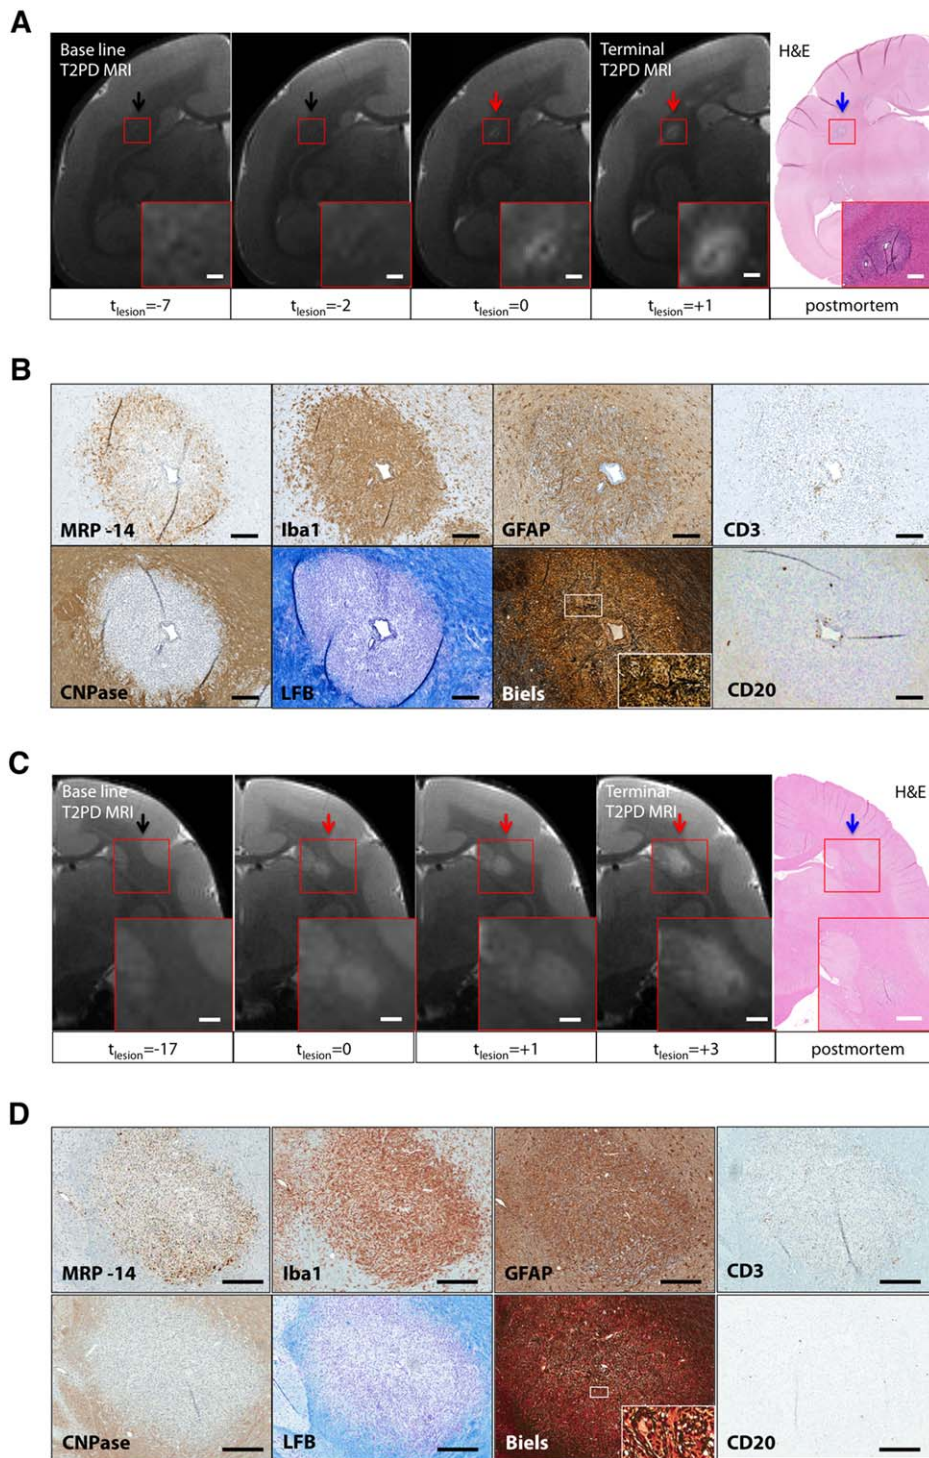 A
Base line
T2PD MRI
Terminal
T2PD MRI
H&E
t_lesion=-7
t_lesion=-2
t_lesion=0
t_lesion=+1
postmortem
B
MRP -14
Iba1
GFAP
CD3
CNPase
LFB
Biels
CD20
C
Base line
T2PD MRI
Terminal
T2PD MRI
H&E
t_lesion=-17
t_lesion=0
t_lesion=+1
t_lesion=+3
postmortem
D
MRP -14
Iba1
GFAP
CD3
CNPase
LFB
Biels
CD20